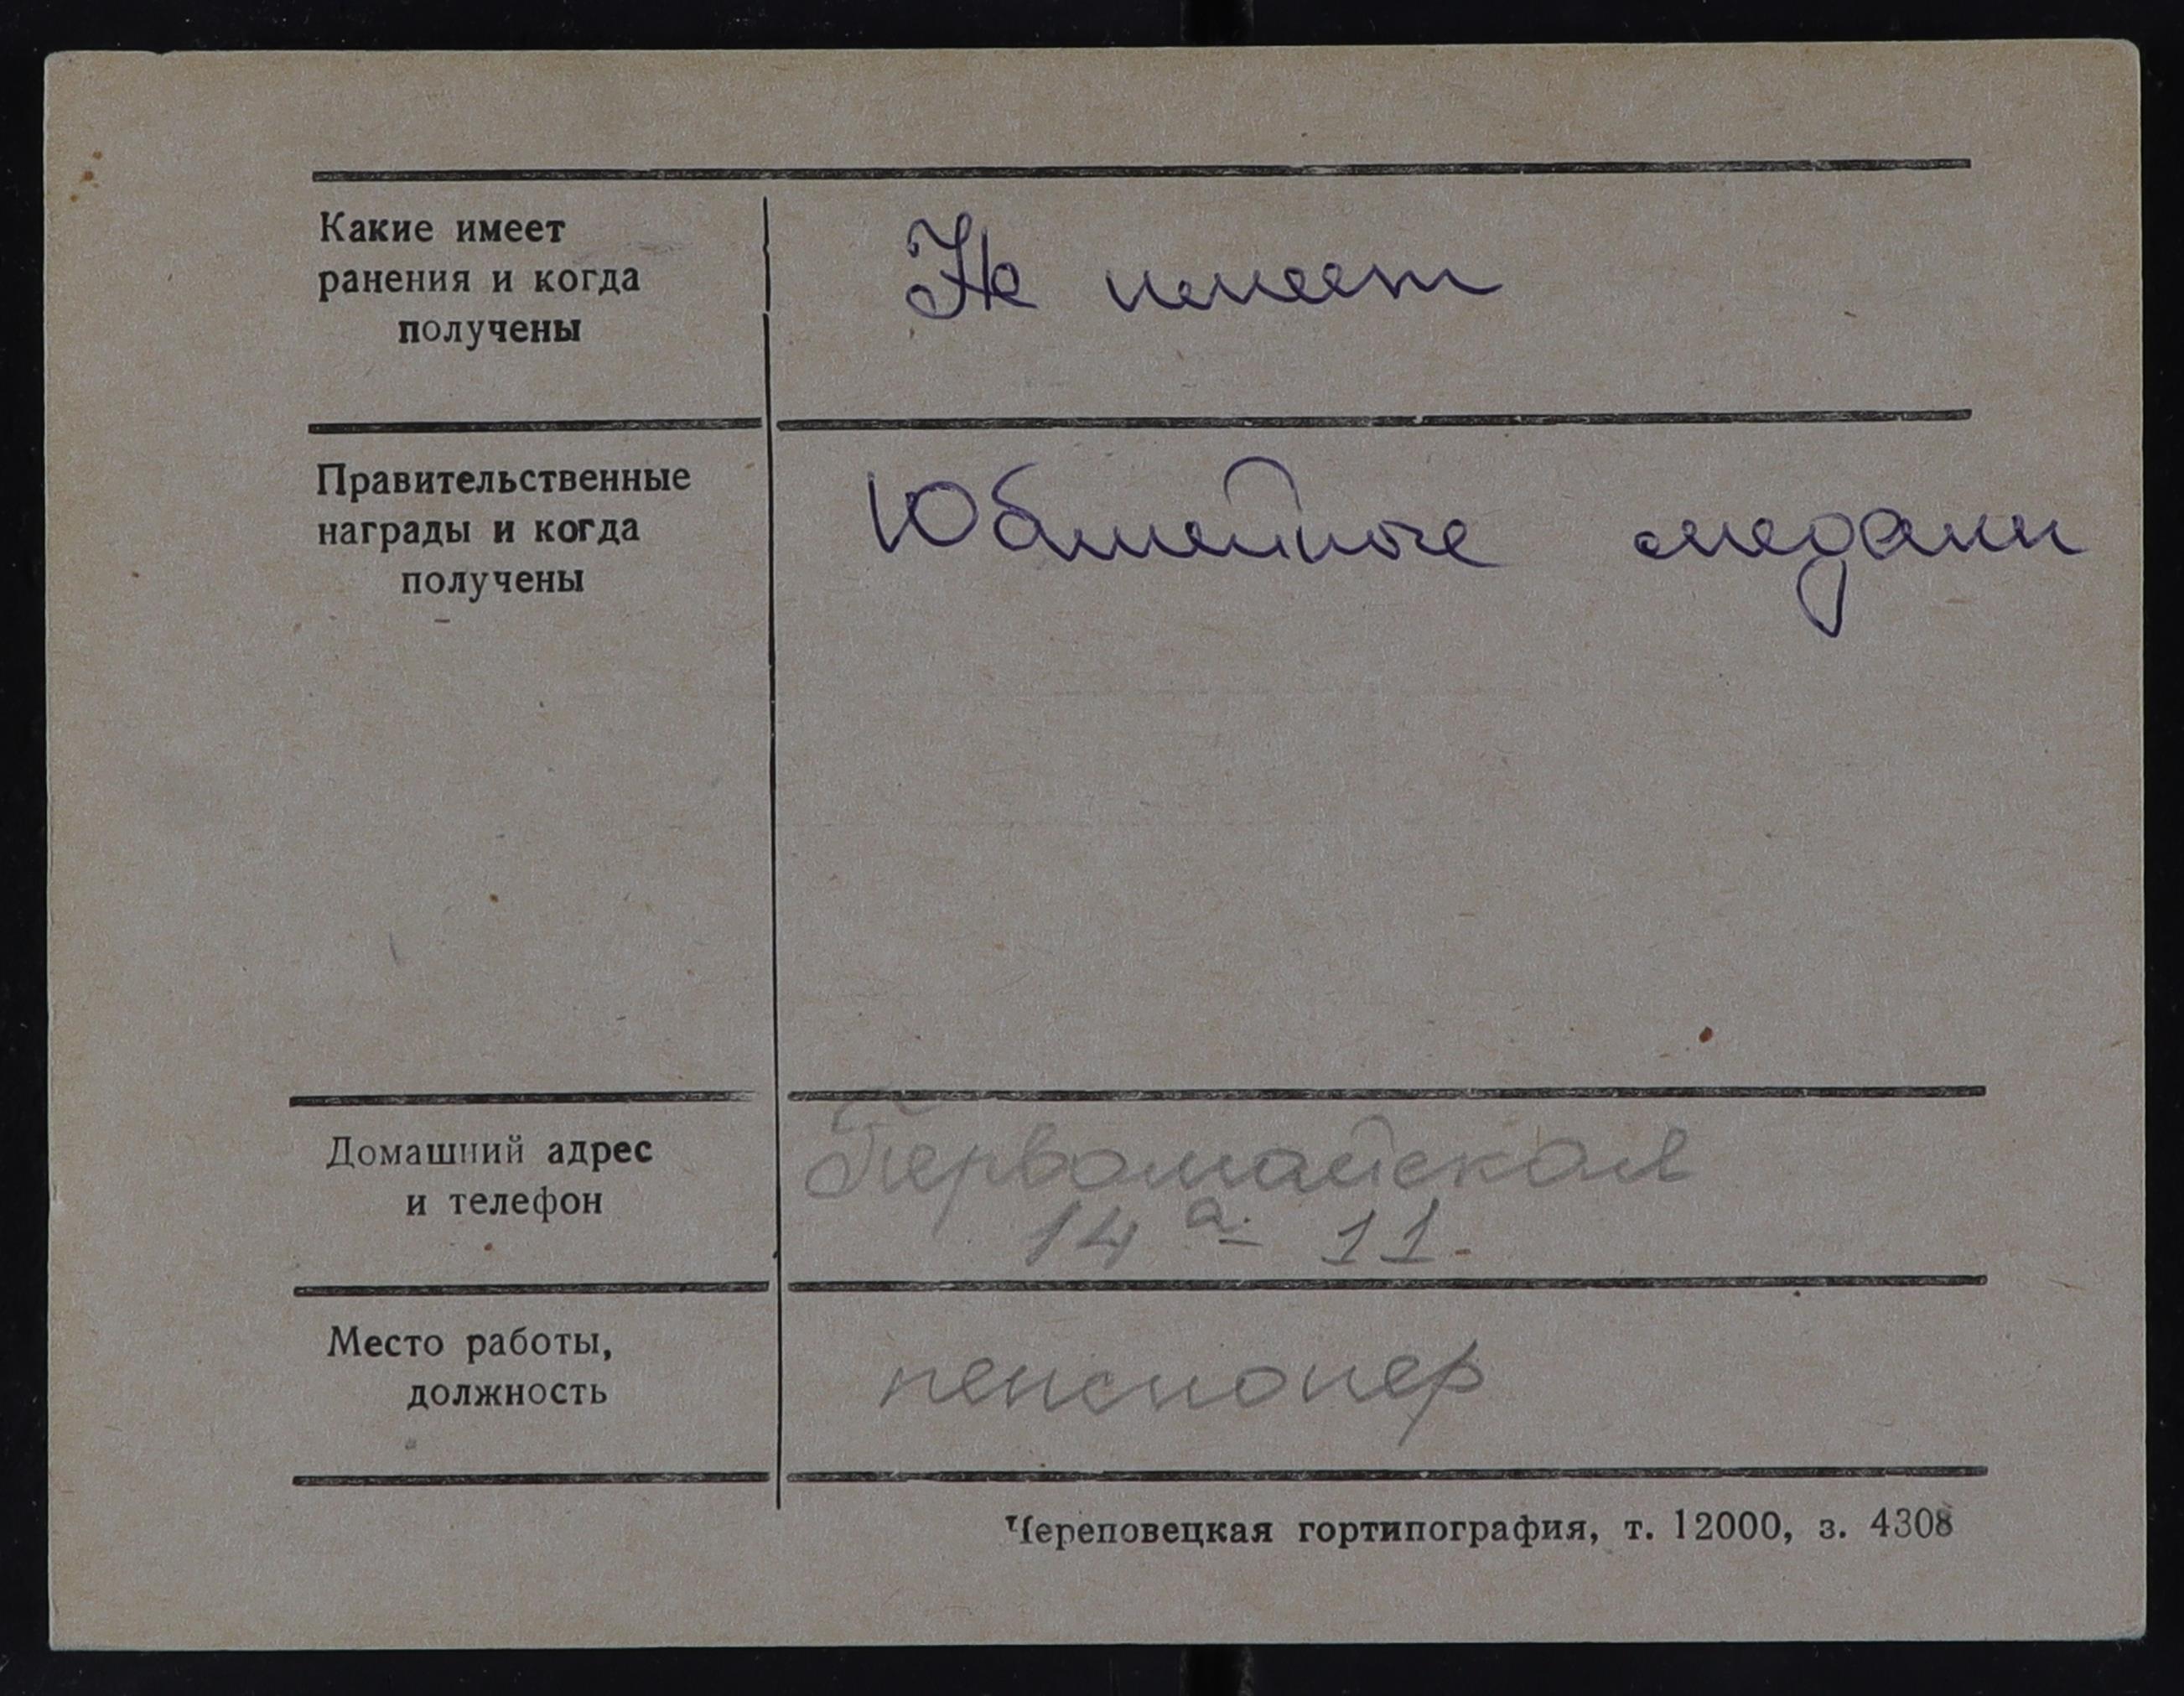 Какие имеет
ранения и когда
получены
Не имеет
Правительственные
награды и когда
получены
Юбилейные медали
Домашний адрес
и телефон
Первомайская
14 а. 11.
Место работы,
должность
пенсионер
Череповецкая гортипография, т. 12000, з. 4308